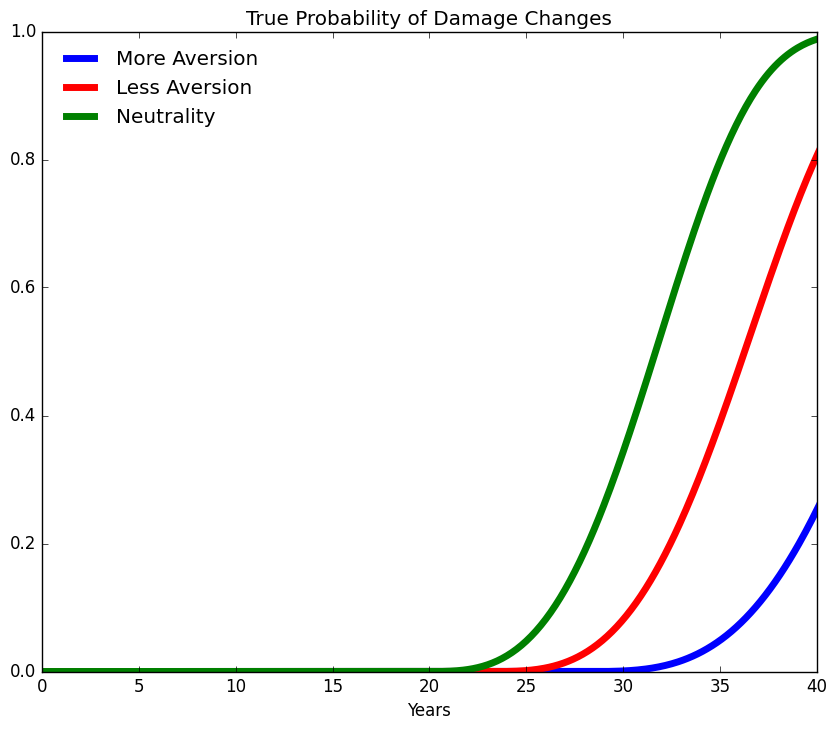 True Probability of Damage Changes
More Aversion
Less Aversion
Neutrality
1.0
0.8
0.6
0.4
0.2
0.0
0 5 10 15 20 25 30 35 40
Years